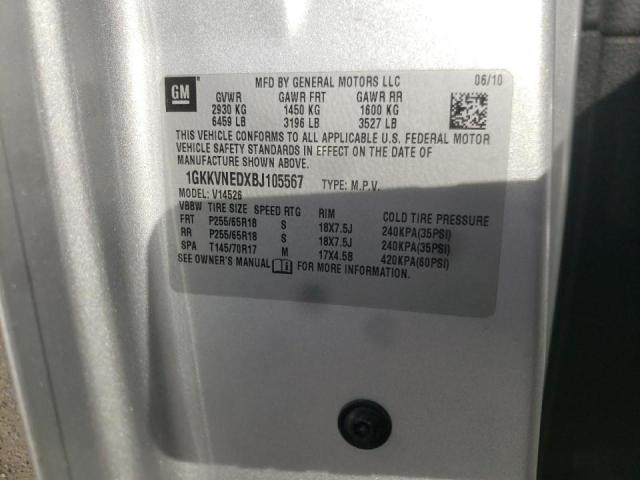 GM MFD BY GENERAL MOTORS LLC 06/10
GVWR GAWR FRT GAWR RR
2930 KG 1450 KG 1600 KG
6459 LB 3196 LB 3527 LB
THIS VEHICLE CONFORMS TO ALL APPLICABLE U.S. FEDERAL MOTOR
VEHICLE SAFETY STANDARDS IN EFFECT ON THE DATE OF
MANUFACTURE SHOWN ABOVE.
1GKKVNEDXBJ105567 TYPE: M.P.V.
MODEL: V14526
VBBW TIRE SIZE SPEED RTG RIM COLD TIRE PRESSURE
FRT P255/65R18 S 18X7.5J 240KPA(35PSI)
RR P255/65R18 S 18X7.5J 240KPA(35PSI)
SPA T145/70R17 M 17X4.5B 420KPA(60PSI)
SEE OWNER'S MANUAL FOR MORE INFORMATION.